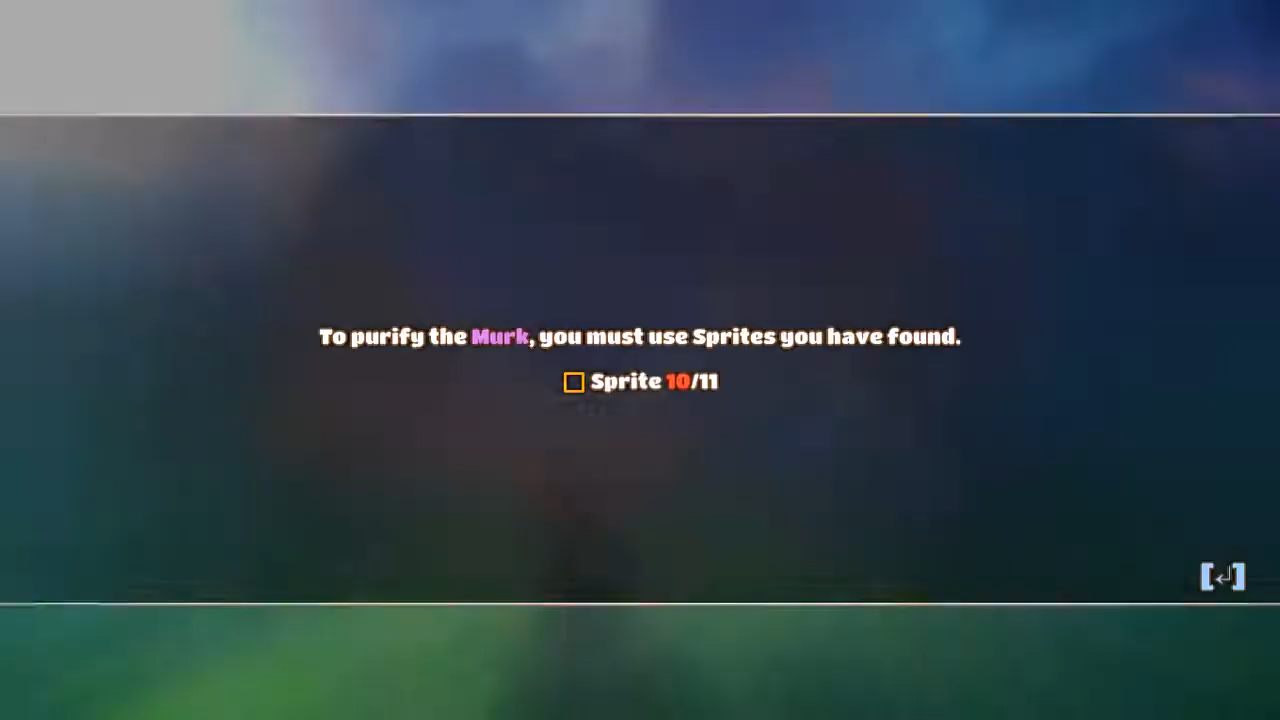 To purify the Murk, you must use Sprites you have found.
Sprite 10/11
[↵]